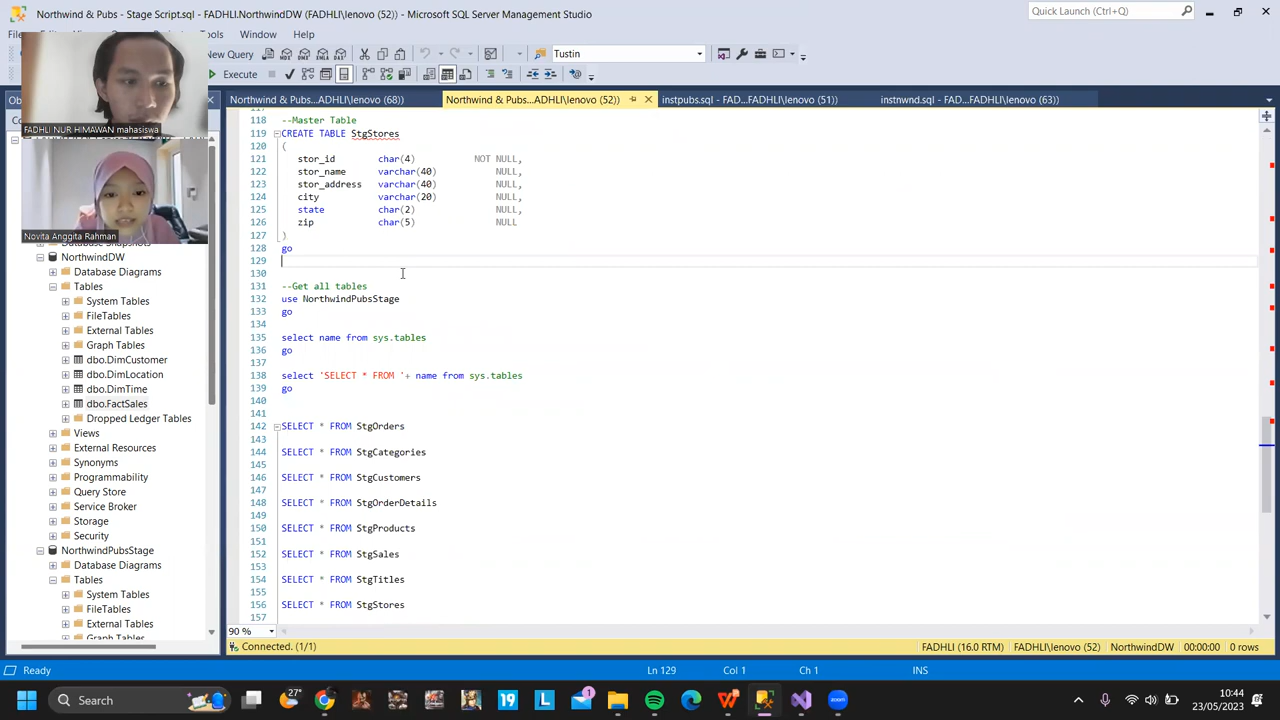 Northwind & Pubs - Stage Script.sql - FADHLI.NorthwindDW (FADHLI\lenovo (52)) - Microsoft SQL Server Management Studio
Quick Launch (Ctrl+Q)
Window Help
New Query
Tustin
Execute
Northwind & Pubs...ADHLI\lenovo (68))
Northwind & Pubs...ADHLI\lenovo (52))
instpubs.sql - FAD...FADHLI\lenovo (51))
instnwnd.sql - FAD...FADHLI\lenovo (63))
FADHLI NUR HIMAWAN mahasiswa
Novita Anggita Rahman
Database Snapshots
NorthwindDW
Database Diagrams
Tables
System Tables
FileTables
External Tables
Graph Tables
dbo.DimCustomer
dbo.DimLocation
dbo.DimTime
dbo.FactSales
Dropped Ledger Tables
Views
External Resources
Synonyms
Programmability
Query Store
Service Broker
Storage
Security
NorthwindPubsStage
Database Diagrams
Tables
System Tables
FileTables
External Tables
Graph Tables
118 --Master Table
119 CREATE TABLE StgStores
120 (
121 stor_id char(4) NOT NULL,
122 stor_name varchar(40) NULL,
123 stor_address varchar(40) NULL,
124 city varchar(20) NULL,
125 state char(2) NULL,
126 zip char(5) NULL
127 )
128 go
129
130
131 --Get all tables
132 use NorthwindPubsStage
133 go
134
135 select name from sys.tables
136 go
137
138 select 'SELECT * FROM '+ name from sys.tables
139 go
140
141
142 SELECT * FROM StgOrders
143
144 SELECT * FROM StgCategories
145
146 SELECT * FROM StgCustomers
147
148 SELECT * FROM StgOrderDetails
149
150 SELECT * FROM StgProducts
151
152 SELECT * FROM StgSales
153
154 SELECT * FROM StgTitles
155
156 SELECT * FROM StgStores
157
90 %
Connected. (1/1)
FADHLI (16.0 RTM) FADHLI\lenovo (52) NorthwindDW 00:00:00 0 rows
Ready
Ln 129 Col 1 Ch 1 INS
Search
27°
19
L
1
10:44
23/05/2023